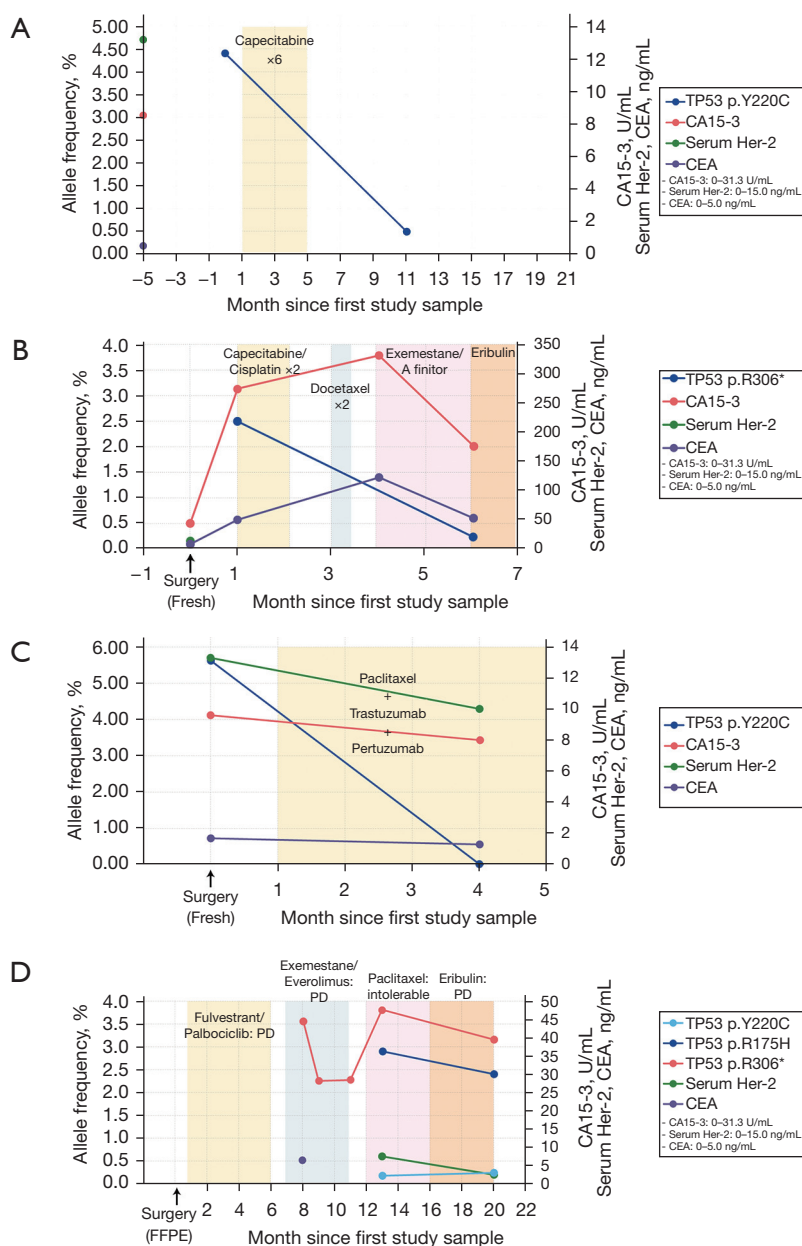 A
Allele frequency, %
5.00
4.50
4.00
3.50
3.00
2.50
2.00
1.50
1.00
0.50
0.00
Capecitabine
×6
14
12
10
8
6
4
2
0
CA15-3, U/mL
Serum Her-2, CEA, ng/mL
−5 −3 −1 1 3 5 7 9 11 13 15 17 19 21
Month since first study sample
TP53 p.Y220C
CA15-3
Serum Her-2
CEA
- CA15-3: 0–31.3 U/mL
- Serum Her-2: 0–15.0 ng/mL
- CEA: 0–5.0 ng/mL
B
Allele frequency, %
4.0
3.5
3.0
2.5
2.0
1.5
1.0
0.5
0.0
Capecitabine/
Cisplatin ×2
Docetaxel
×2
Exemestane/
A finitor
Eribulin
350
300
250
200
150
100
50
0
CA15-3, U/mL
Serum Her-2, CEA, ng/mL
−1 1 3 5 7
Surgery
(Fresh)
Month since first study sample
TP53 p.R306*
CA15-3
Serum Her-2
CEA
- CA15-3: 0–31.3 U/mL
- Serum Her-2: 0–15.0 ng/mL
- CEA: 0–5.0 ng/mL
C
Allele frequency, %
6.00
5.00
4.00
3.00
2.00
1.00
0.00
Paclitaxel
+
Trastuzumab
+
Pertuzumab
14
12
10
8
6
4
2
0
CA15-3, U/mL
Serum Her-2, CEA, ng/mL
1 2 3 4 5
Surgery
(Fresh)
Month since first study sample
TP53 p.Y220C
CA15-3
Serum Her-2
CEA
D
Allele frequency, %
4.0
3.5
3.0
2.5
2.0
1.5
1.0
0.5
0.0
Fulvestrant/
Palbociclib: PD
Exemestane/
Everolimus:
PD
Paclitaxel:
intolerable
Eribulin:
PD
50
45
40
35
30
25
20
15
10
5
0
CA15-3, U/mL
Serum Her-2, CEA, ng/mL
2 4 6 8 10 12 14 16 18 20 22
Surgery
(FFPE)
Month since first study sample
TP53 p.Y220C
TP53 p.R175H
TP53 p.R306*
Serum Her-2
CEA
- CA15-3: 0–31.3 U/mL
- Serum Her-2: 0–15.0 ng/mL
- CEA: 0–5.0 ng/mL